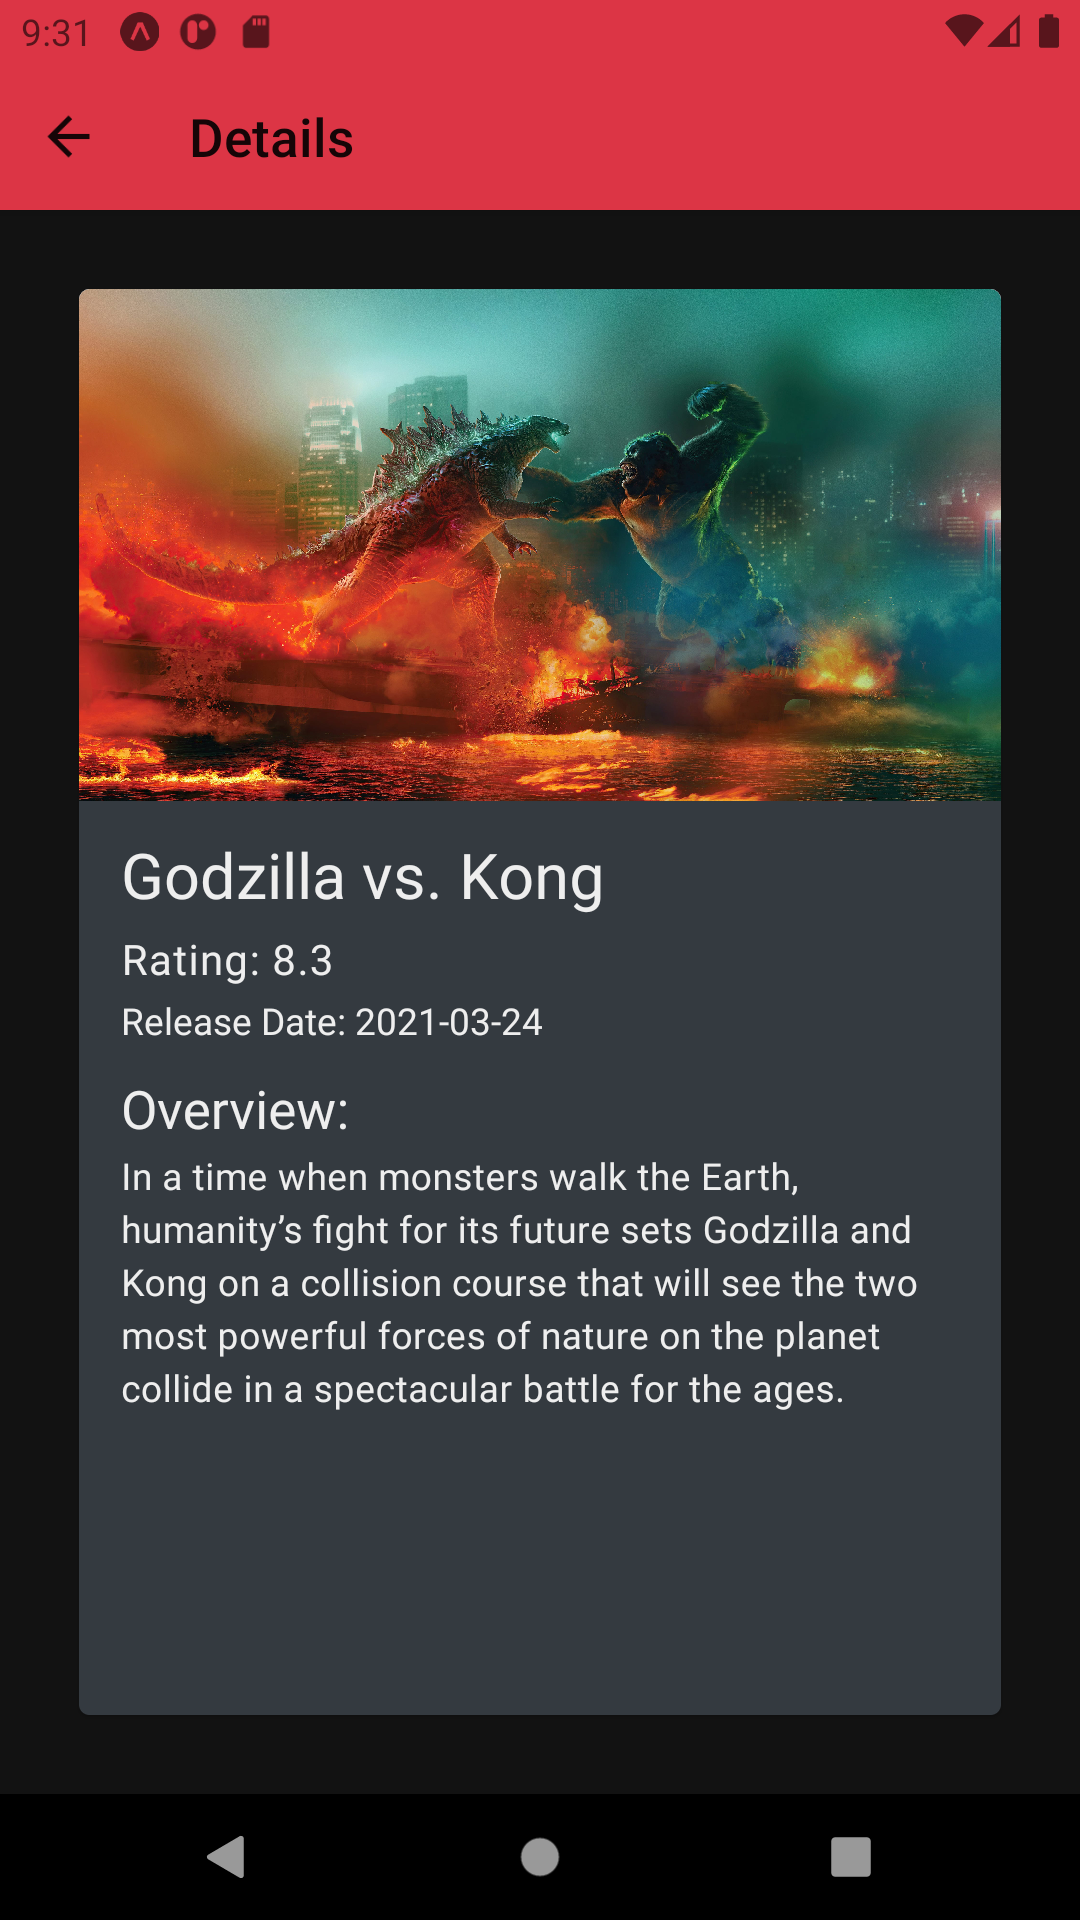 9:31
Details
Godzilla vs. Kong
Rating: 8.3
Release Date: 2021-03-24
Overview:
In a time when monsters walk the Earth,
humanity’s fight for its future sets Godzilla and
Kong on a collision course that will see the two
most powerful forces of nature on the planet
collide in a spectacular battle for the ages.